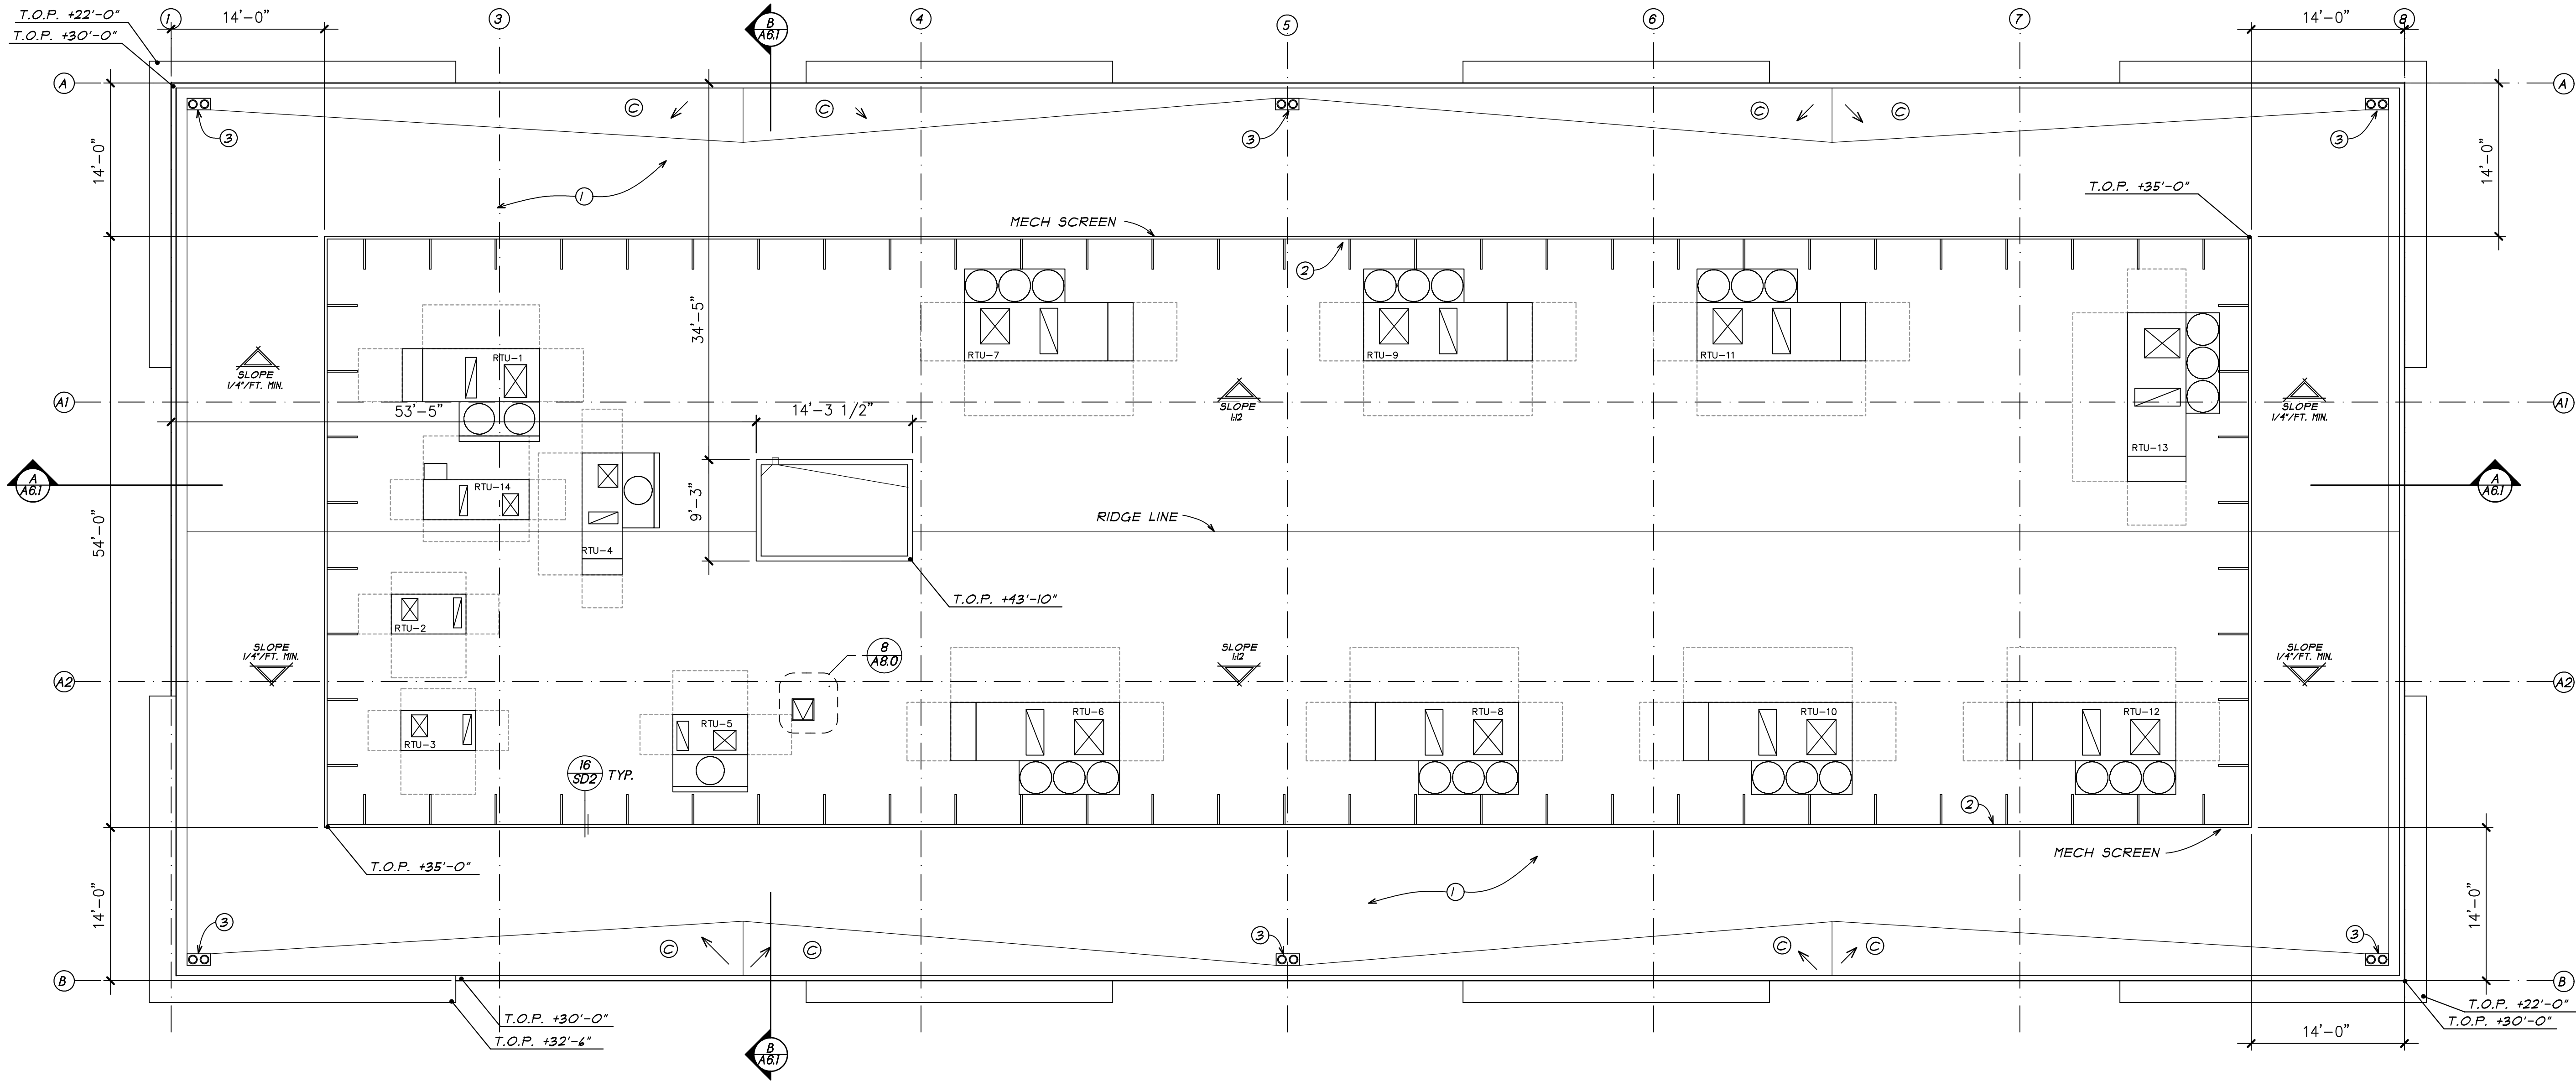 T.O.P. +22'-0"
T.O.P. +30'-0"
1
14'-0"
3
B
A6.1
4
5
6
7
14'-0"
8
A
C
C
C
C
A
3
3
3
14'-0"
1
14'-0"
T.O.P. +35'-0"
MECH SCREEN
2
34'-5"
RTU-1
RTU-7
RTU-9
RTU-11
SLOPE
1/4"/FT. MIN.
A1
53'-5"
14'-3 1/2"
SLOPE
1:12
SLOPE
1/4"/FT. MIN.
A1
RTU-13
A
A6.1
RTU-14
9'-3"
A
A6.1
54'-0"
RTU-4
RIDGE LINE
T.O.P. +43'-10"
RTU-2
SLOPE
1/4"/FT. MIN.
8
A8.0
SLOPE
1:12
SLOPE
1/4"/FT. MIN.
A2
A2
RTU-3
RTU-5
RTU-6
RTU-8
RTU-10
RTU-12
16
SD2
TYP.
2
MECH SCREEN
T.O.P. +35'-0"
14'-0"
1
14'-0"
3
C
C
3
C
C
3
B
B
T.O.P. +30'-0"
T.O.P. +32'-6"
B
A6.1
T.O.P. +22'-0"
T.O.P. +30'-0"
14'-0"